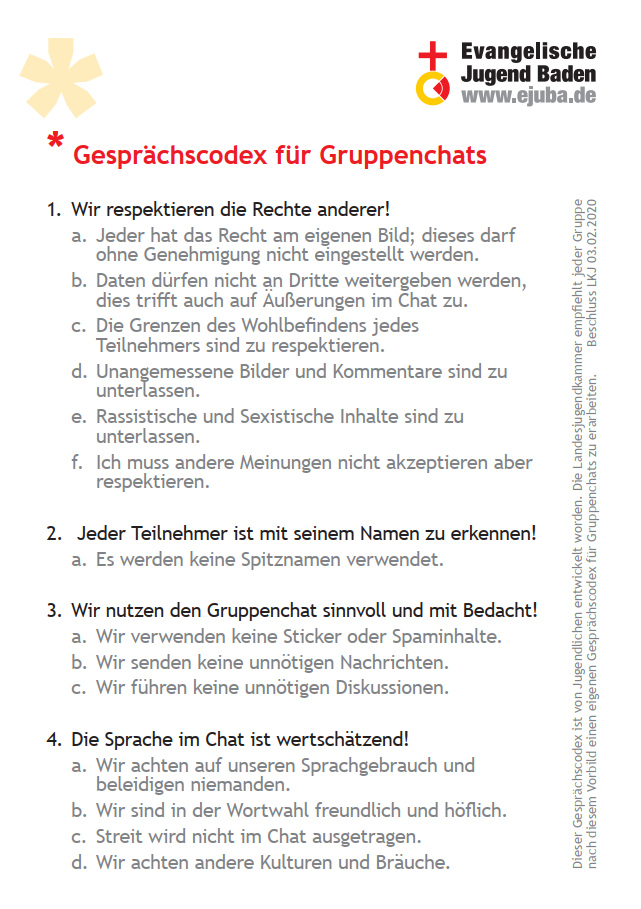 Evangelische
Jugend Baden
www.ejuba.de
* Gesprächscodex für Gruppenchats
1. Wir respektieren die Rechte anderer!
a. Jeder hat das Recht am eigenen Bild; dieses darf
ohne Genehmigung nicht eingestellt werden.
b. Daten dürfen nicht an Dritte weitergeben werden,
dies trifft auch auf Äußerungen im Chat zu.
c. Die Grenzen des Wohlbefindens jedes
Teilnehmers sind zu respektieren.
d. Unangemessene Bilder und Kommentare sind zu
unterlassen.
e. Rassistische und Sexistische Inhalte sind zu
unterlassen.
f. Ich muss andere Meinungen nicht akzeptieren aber
respektieren.
2. Jeder Teilnehmer ist mit seinem Namen zu erkennen!
a. Es werden keine Spitznamen verwendet.
3. Wir nutzen den Gruppenchat sinnvoll und mit Bedacht!
a. Wir verwenden keine Sticker oder Spaminhalte.
b. Wir senden keine unnötigen Nachrichten.
c. Wir führen keine unnötigen Diskussionen.
4. Die Sprache im Chat ist wertschätzend!
a. Wir achten auf unseren Sprachgebrauch und
beleidigen niemanden.
b. Wir sind in der Wortwahl freundlich und höflich.
c. Streit wird nicht im Chat ausgetragen.
d. Wir achten andere Kulturen und Bräuche.
Dieser Gesprächscodex ist von Jugendlichen entwickelt worden. Die Landesjugendkammer empfiehlt jeder Gruppe
nach diesem Vorbild einen eigenen Gesprächscodex für Gruppenchats zu erarbeiten. Beschluss LKJ 03.02.2020